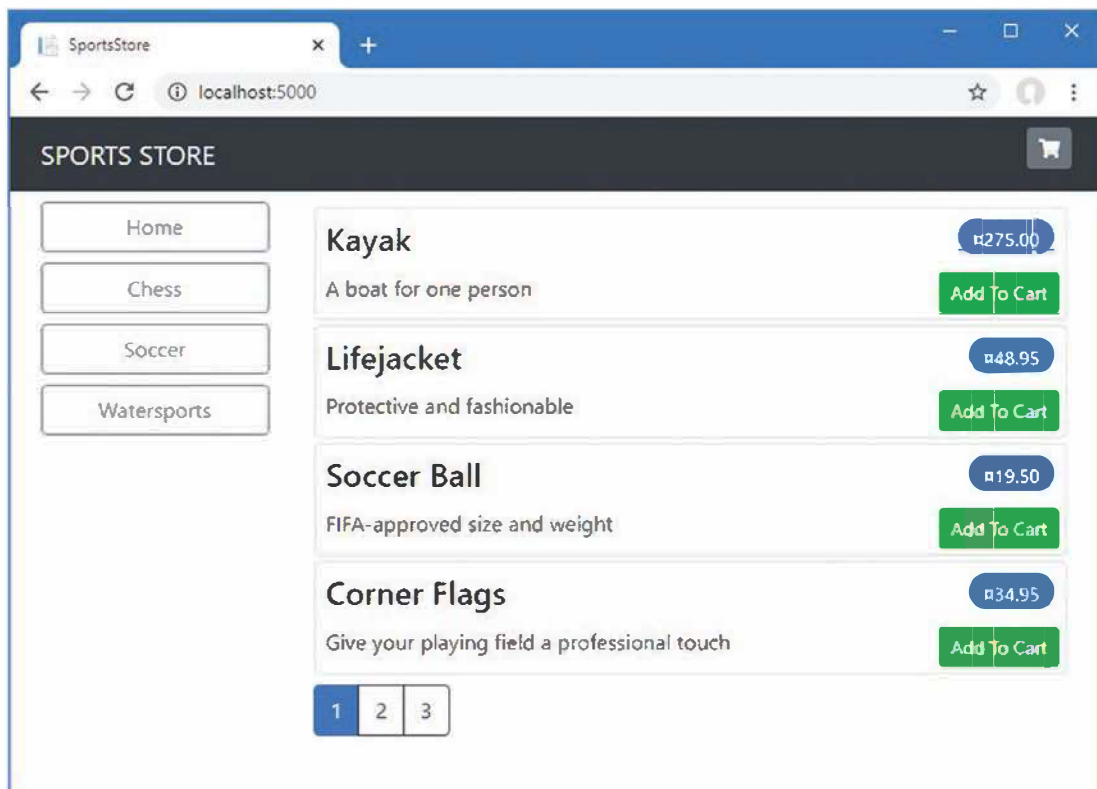 SportsStore
localhost:5000
SPORTS STORE
Home
Chess
Soccer
Watersports
Kayak
¤275.00
A boat for one person
Add To Cart
Lifejacket
¤48.95
Protective and fashionable
Add To Cart
Soccer Ball
¤19.50
FIFA-approved size and weight
Add To Cart
Corner Flags
¤34.95
Give your playing field a professional touch
Add To Cart
1 2 3